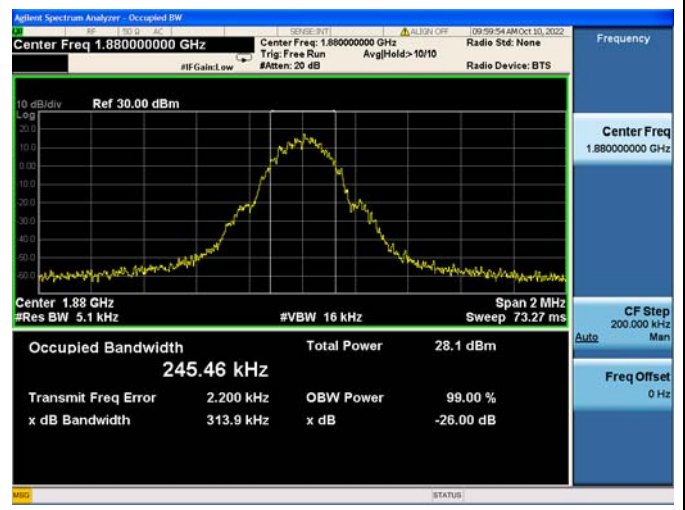 Agilent Spectrum Analyzer - Occupied BW
RF 50 Ω AC SENSE:INT ALIGN OFF 09:59:54 AM Oct 10, 2022
Center Freq 1.880000000 GHz
Center Freq: 1.880000000 GHz
Radio Std: None
Trig: Free Run Avg|Hold:>10/10
#IFGain:Low #Atten: 20 dB
Radio Device: BTS
Frequency
10 dB/div Ref 30.00 dBm
Log
20.0
10.0
0.00
-10.0
-20.0
-30.0
-40.0
-50.0
-60.0
Center 1.88 GHz
Span 2 MHz
#Res BW 5.1 kHz
#VBW 16 kHz
Sweep 73.27 ms
Occupied Bandwidth
245.46 kHz
Total Power 28.1 dBm
Transmit Freq Error 2.200 kHz
OBW Power 99.00 %
x dB Bandwidth 313.9 kHz
x dB -26.00 dB
Center Freq
1.880000000 GHz
CF Step
200.000 kHz
Auto Man
Freq Offset
0 Hz
MSG
STATUS